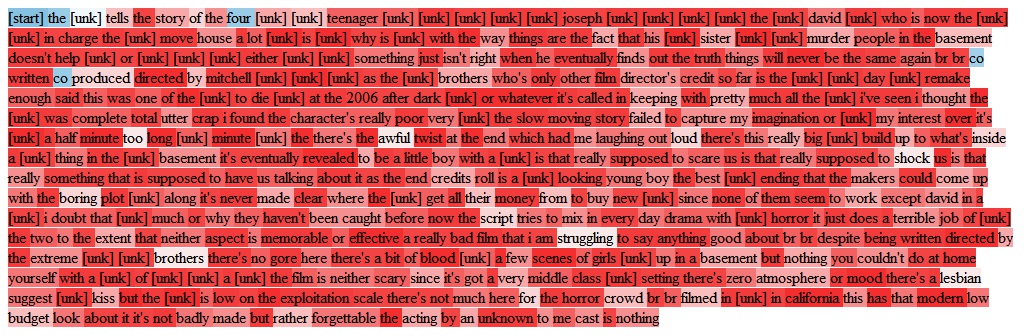 [start] the [unk] tells the story of the four [unk] [unk] teenager [unk] [unk] [unk] [unk] joseph [unk] [unk] [unk] [unk] the [unk] david [unk] who is now the [unk]
[unk] in charge the [unk] move house a lot [unk] is [unk] why is [unk] with the way things are the fact that his [unk] sister [unk] [unk] murder people in the basement
doesn't help [unk] or [unk] [unk] [unk] either [unk] [unk] something just isn't right when he eventually finds out the truth things will never be the same again br br co
written co produced directed by mitchell [unk] [unk] [unk] as the [unk] brothers who's only other film director's credit so far is the [unk] [unk] day [unk] remake
enough said this was one of the [unk] to die [unk] at the 2006 after dark [unk] or whatever it's called in keeping with pretty much all the [unk] i've seen i thought the
[unk] was complete total utter crap i found the character's really poor very [unk] the slow moving story failed to capture my imagination or [unk] my interest over it's
[unk] a half minute too long [unk] minute [unk] the there's the awful twist at the end which had me laughing out loud there's this really big [unk] build up to what's inside
a [unk] thing in the [unk] basement it's eventually revealed to be a little boy with a [unk] is that really supposed to scare us is that really supposed to shock us is that
really something that is supposed to have us talking about it as the end credits roll is a [unk] looking young boy the best [unk] ending that the makers could come up
with the boring plot [unk] along it's never made clear where the [unk] get all their money from to buy new [unk] since none of them seem to work except david in a
[unk] i doubt that [unk] much or why they haven't been caught before now the script tries to mix in every day drama with [unk] horror it just does a terrible job of [unk]
the two to the extent that neither aspect is memorable or effective a really bad film that i am struggling to say anything good about br br despite being written directed by
the extreme [unk] [unk] brothers there's no gore here there's a bit of blood [unk] a few scenes of girls [unk] up in a basement but nothing you couldn't do at home
yourself with a [unk] of [unk] [unk] a [unk] the film is neither scary since it's got a very middle class [unk] setting there's zero atmosphere or mood there's a lesbian
suggest [unk] kiss but the [unk] is low on the exploitation scale there's not much here for the horror crowd br br filmed in [unk] in california this has that modern low
budget look about it it's not badly made but rather forgettable the acting by an unknown to me cast is nothing